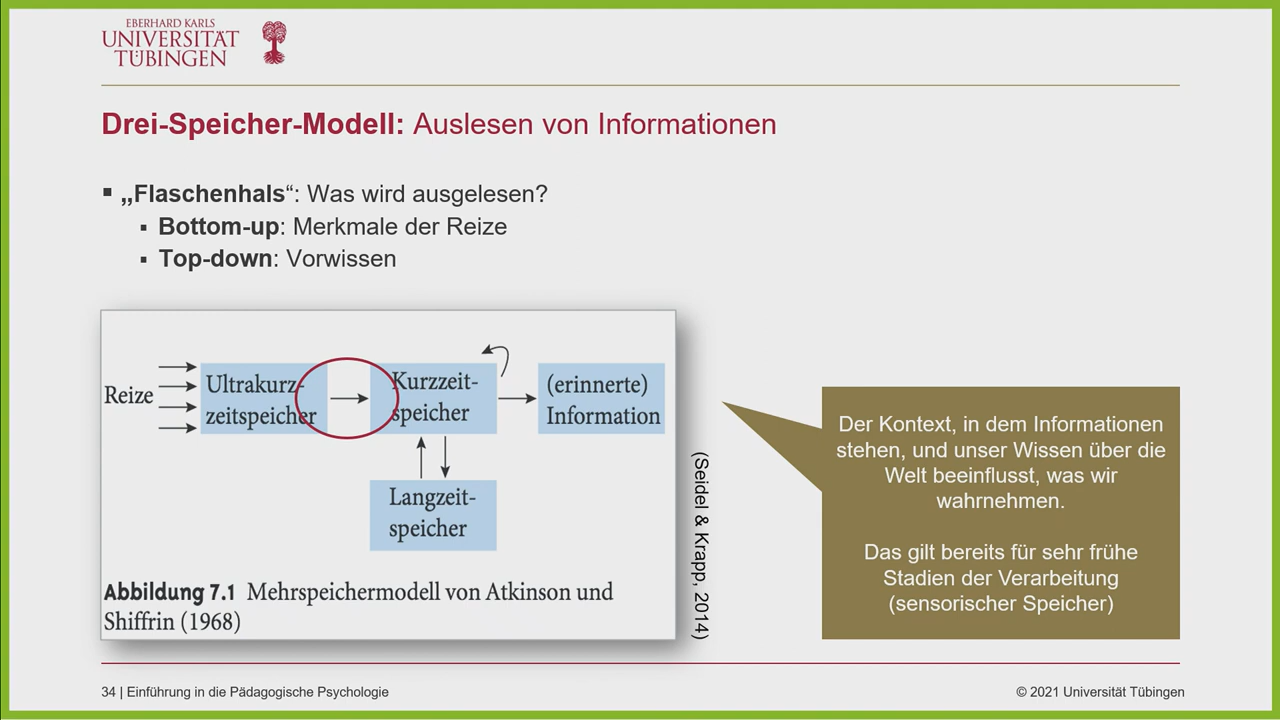 EBERHARD KARLS
UNIVERSITÄT
TÜBINGEN
Drei-Speicher-Modell: Auslesen von Informationen
„Flaschenhals“: Was wird ausgelesen?
Bottom-up: Merkmale der Reize
Top-down: Vorwissen
Reize
Ultrakurz-
zeitspeicher
Kurzzeit-
speicher
(erinnerte)
Information
Langzeit-
speicher
Abbildung 7.1 Mehrspeichermodell von Atkinson und
Shiffrin (1968)
(Seidel & Krapp, 2014)
Der Kontext, in dem Informationen
stehen, und unser Wissen über die
Welt beeinflusst, was wir
wahrnehmen.
Das gilt bereits für sehr frühe
Stadien der Verarbeitung
(sensorischer Speicher)
34 | Einführung in die Pädagogische Psychologie
© 2021 Universität Tübingen